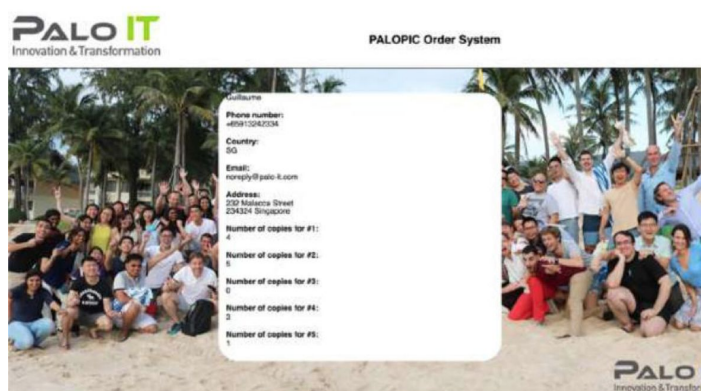 PALO IT
Innovation & Transformation
PALOPIC Order System
Guillaume
Phone number:
+65913242334
Country:
SG
Email:
noreply@palo-it.com
Address:
232 Malacca Street
234324 Singapore
Number of copies for #1:
4
Number of copies for #2:
5
Number of copies for #3:
0
Number of copies for #4:
3
Number of copies for #5:
1
PALO
Innovation & Transfor